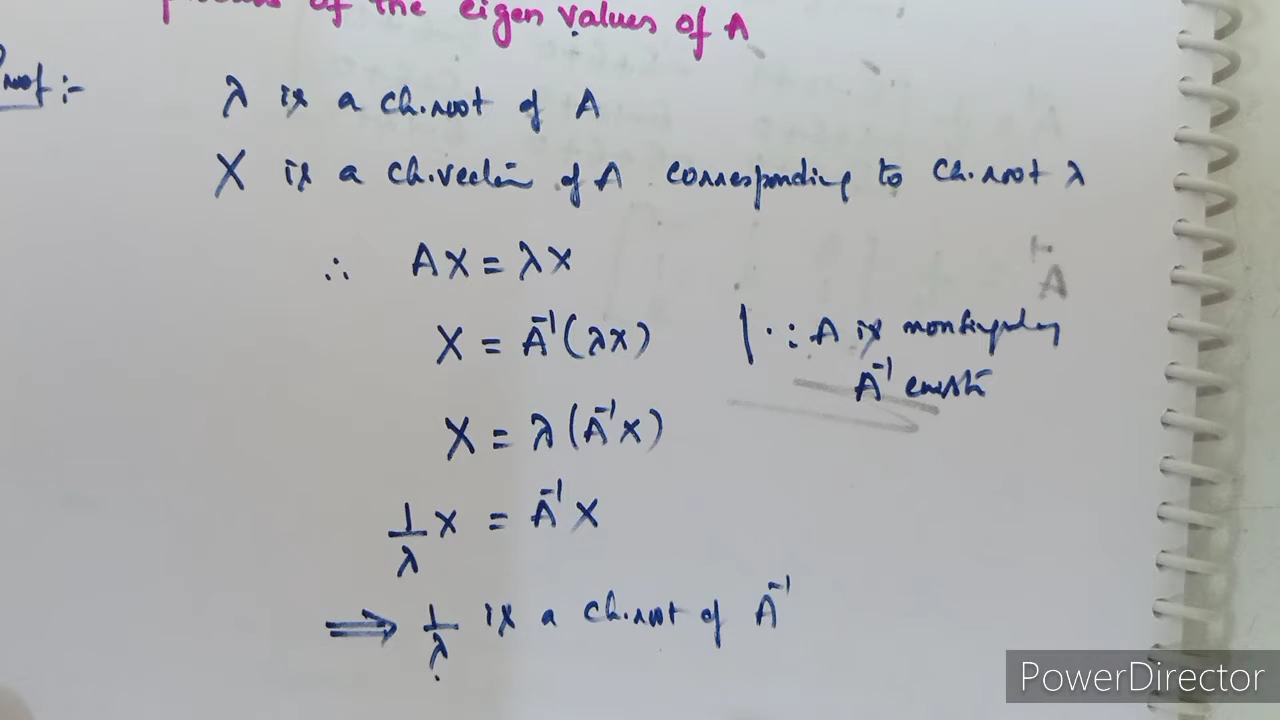 of the eigen values of A
Proof :-
λ is a ch.root of A
X is a ch.vector of A corresponding to ch.root λ
∴ AX = λX
X = A⁻¹(λX) | ∵ A is nonsingular
A⁻¹ exists
X = λ(A⁻¹X)
1/λ X = A⁻¹X
⟹ 1/λ is a ch.root of A⁻¹
PowerDirector